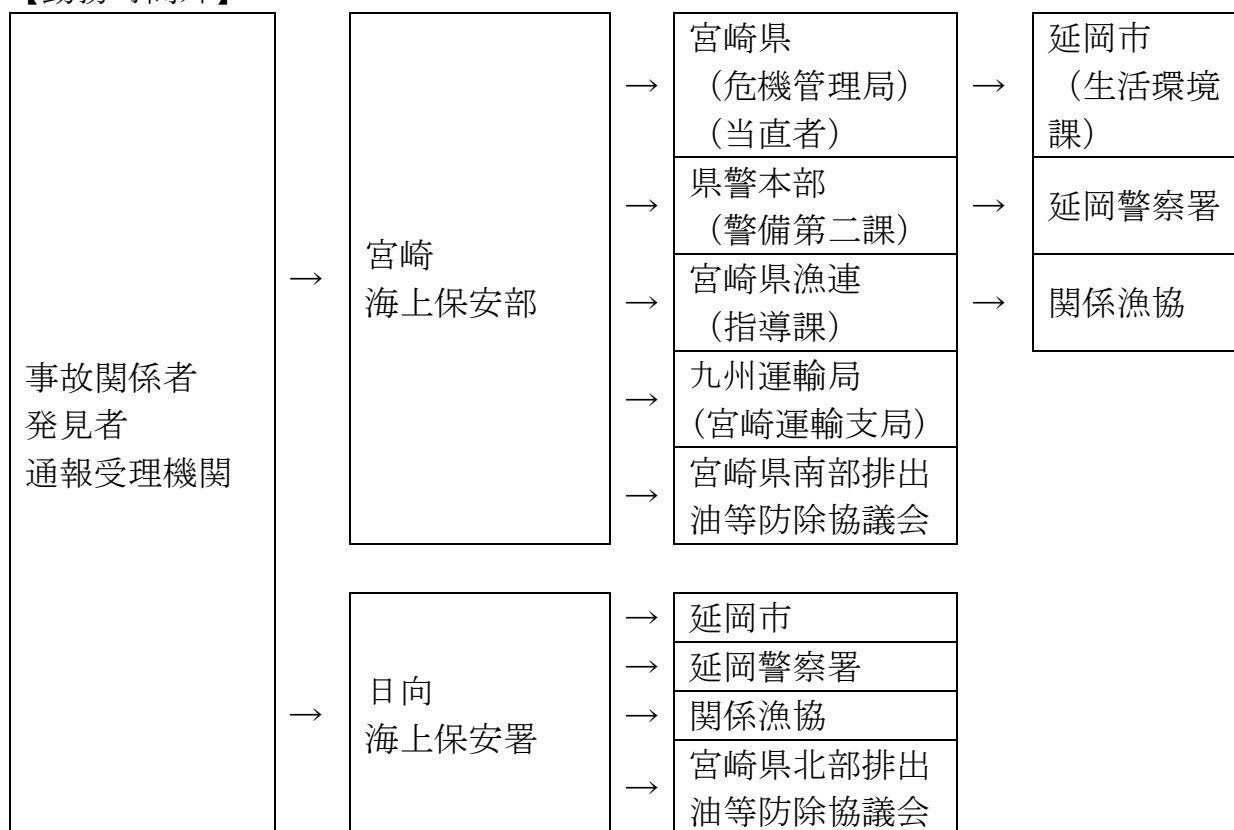 事故関係者
発見者
通報受理機関
→
宮崎
海上保安部
→
宮崎県
（危機管理局）
（当直者）
→
延岡市
（生活環境
課）
→
県警本部
（警備第二課）
→
延岡警察署
→
宮崎県漁連
（指導課）
→
関係漁協
→
九州運輸局
（宮崎運輸支局）
→
宮崎県南部排出
油等防除協議会
→
日向
海上保安署
→
延岡市
→
延岡警察署
→
関係漁協
→
宮崎県北部排出
油等防除協議会